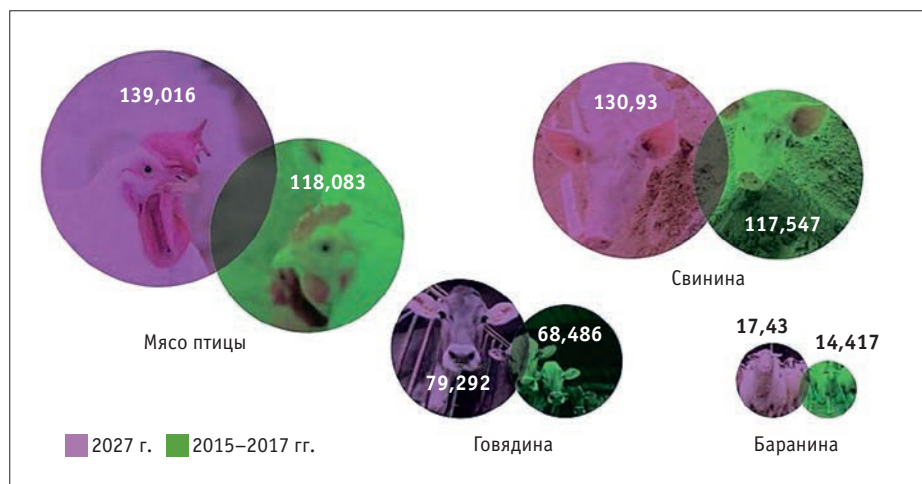 139,016
118,083
Мясо птицы
130,93
117,547
Свинина
79,292
68,486
Говядина
17,43
14,417
Баранина
2027 г.
2015–2017 гг.